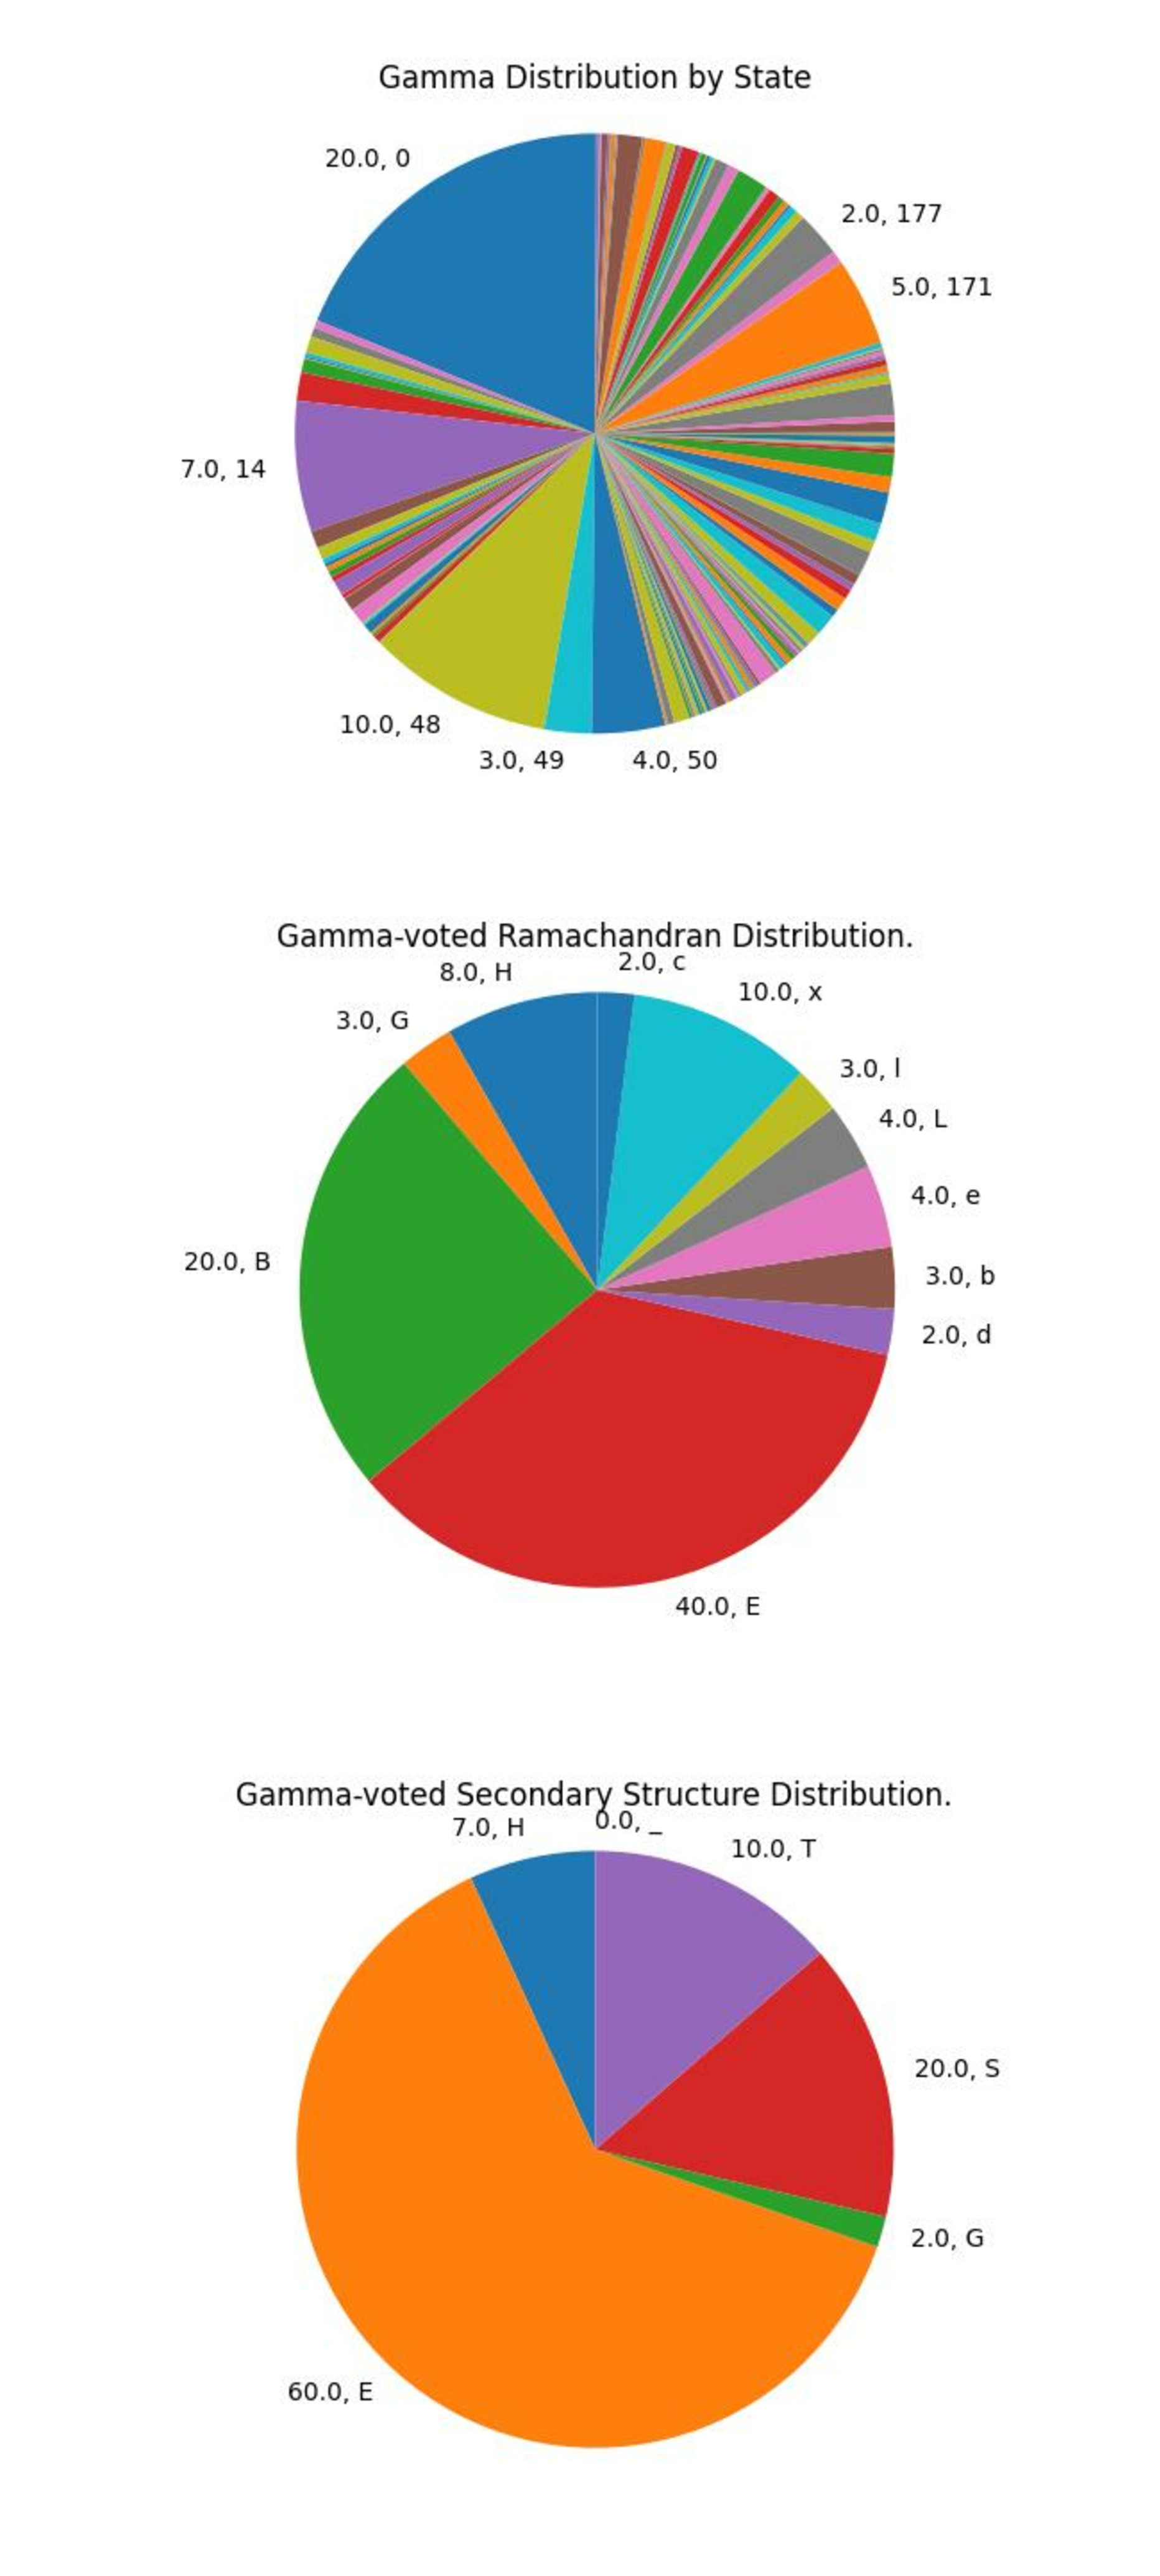 Gamma Distribution by State
20.0, 0
2.0, 177
5.0, 171
7.0, 14
10.0, 48
3.0, 49
4.0, 50
Gamma-voted Ramachandran Distribution.
2.0, c
8.0, H
10.0, x
3.0, G
3.0, l
4.0, L
4.0, e
20.0, B
3.0, b
2.0, d
40.0, E
Gamma-voted Secondary Structure Distribution.
7.0, H
0.0, _
10.0, T
20.0, S
2.0, G
60.0, E